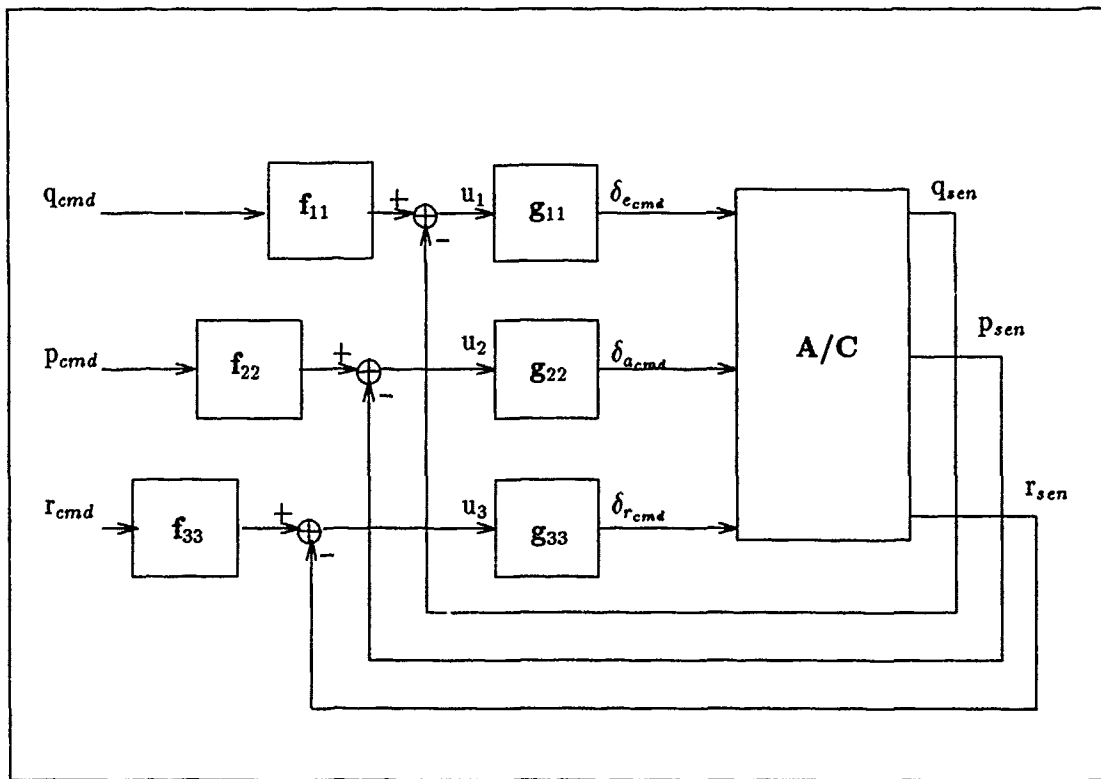 q_cmd f_11 + - u_1 g_11 δ_e_cmd q_sen
p_cmd f_22 + - u_2 g_22 δ_a_cmd A/C p_sen
r_cmd f_33 + - u_3 g_33 δ_r_cmd r_sen